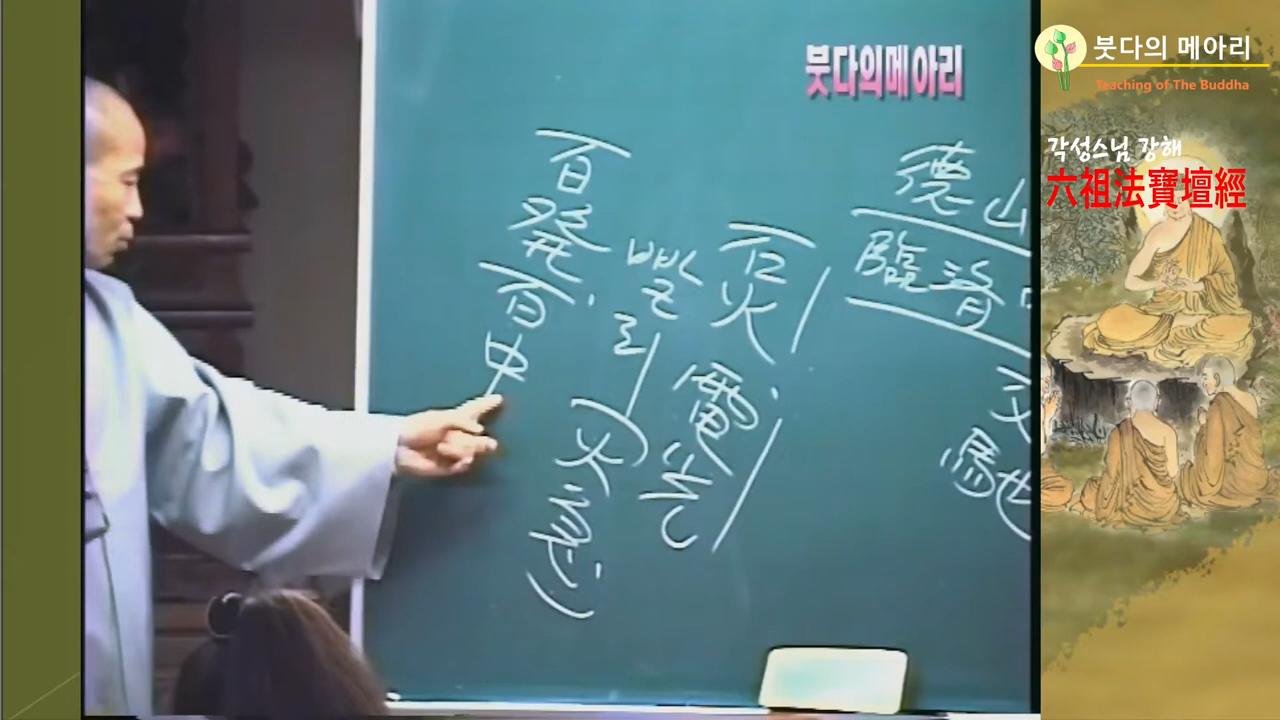 붓다의 메아리
Teaching of The Buddha
각성스님 강해
六祖法寶壇經
붓다의메아리
德山
臨濟
馬也
石火
電光
빨리
百發百中